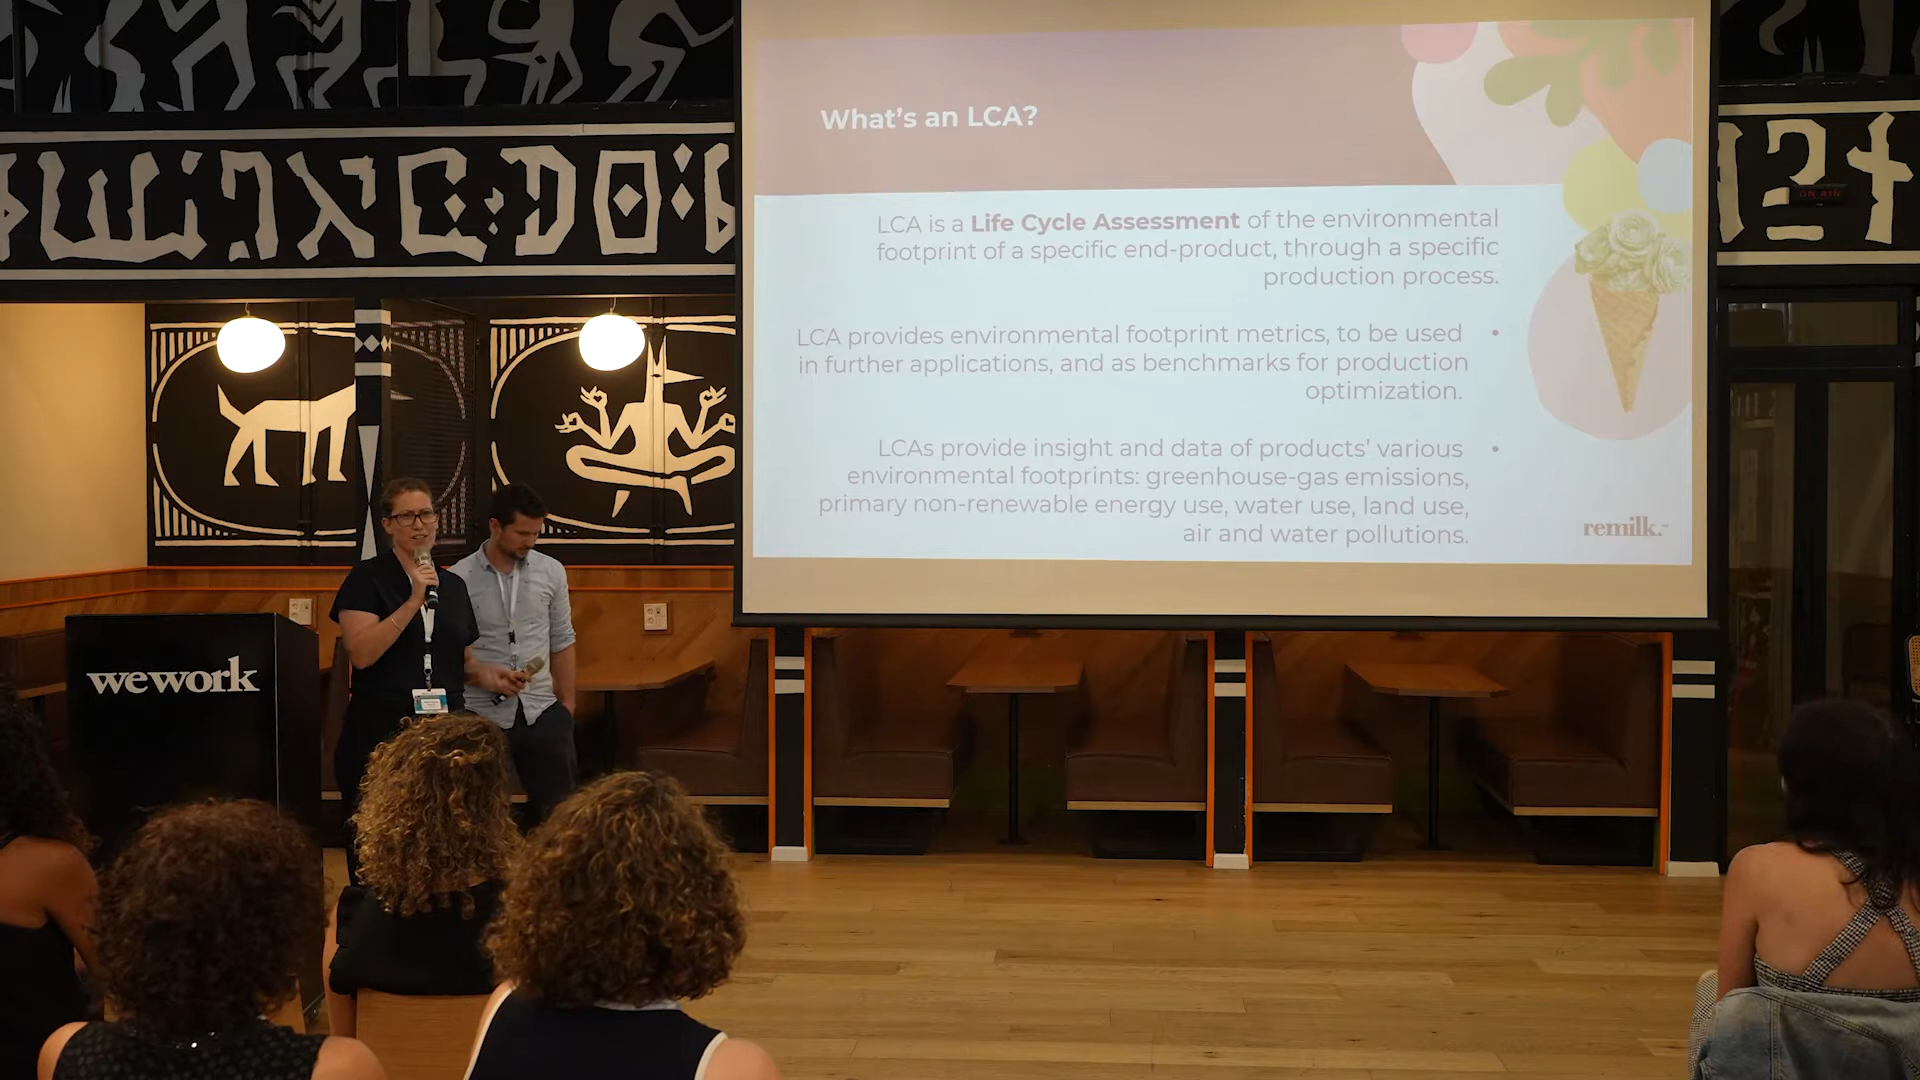 What's an LCA?
LCA is a Life Cycle Assessment of the environmental
footprint of a specific end-product, through a specific
production process.
LCA provides environmental footprint metrics, to be used
in further applications, and as benchmarks for production
optimization.
LCAs provide insight and data of products' various
environmental footprints: greenhouse-gas emissions,
primary non-renewable energy use, water use, land use,
air and water pollutions.
remilk.
wework
ON AIR